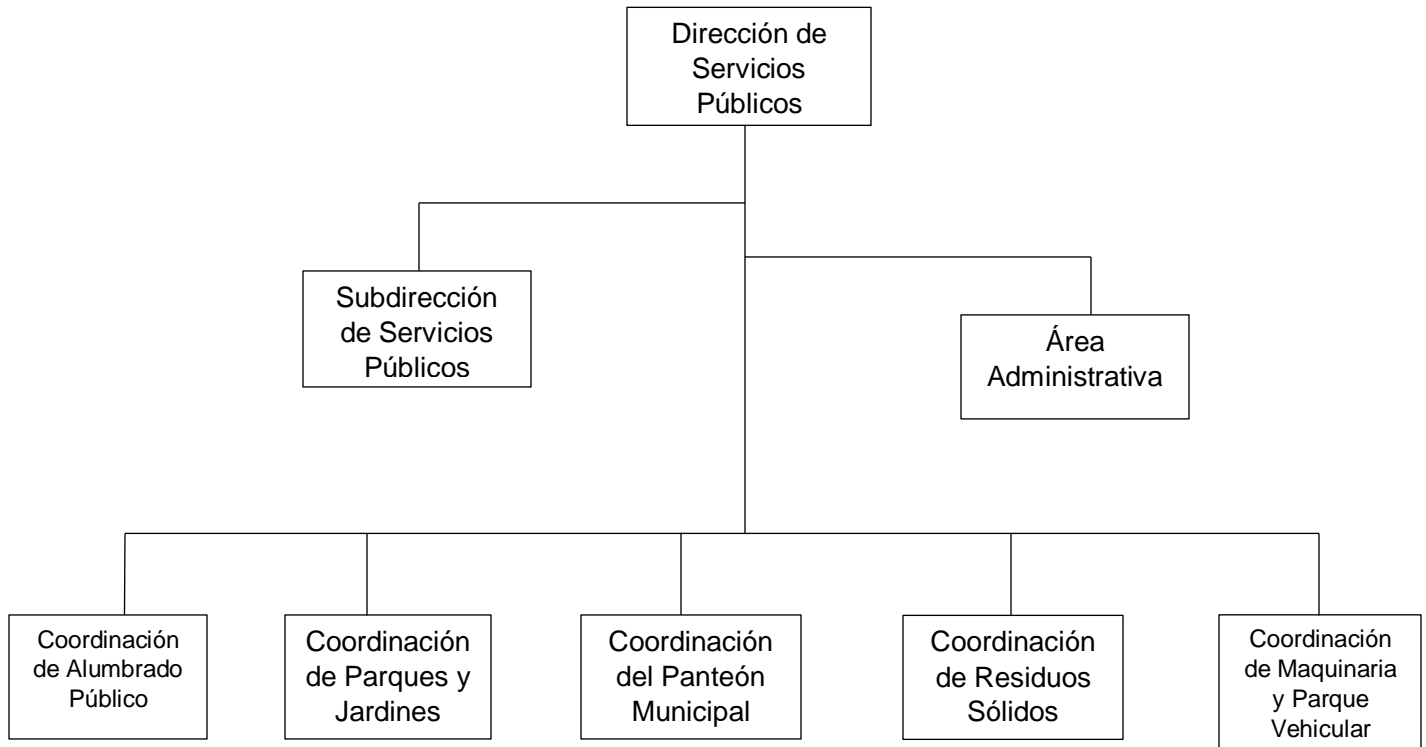 Dirección de
Servicios
Públicos
Subdirección
de Servicios
Públicos
Área
Administrativa
Coordinación
de Alumbrado
Público
Coordinación
de Parques y
Jardines
Coordinación
del Panteón
Municipal
Coordinación
de Residuos
Sólidos
Coordinación
de Maquinaria
y Parque
Vehicular